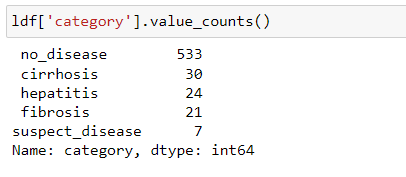 ldf['category'].value_counts()
no_disease 533
cirrhosis 30
hepatitis 24
fibrosis 21
suspect_disease 7
Name: category, dtype: int64